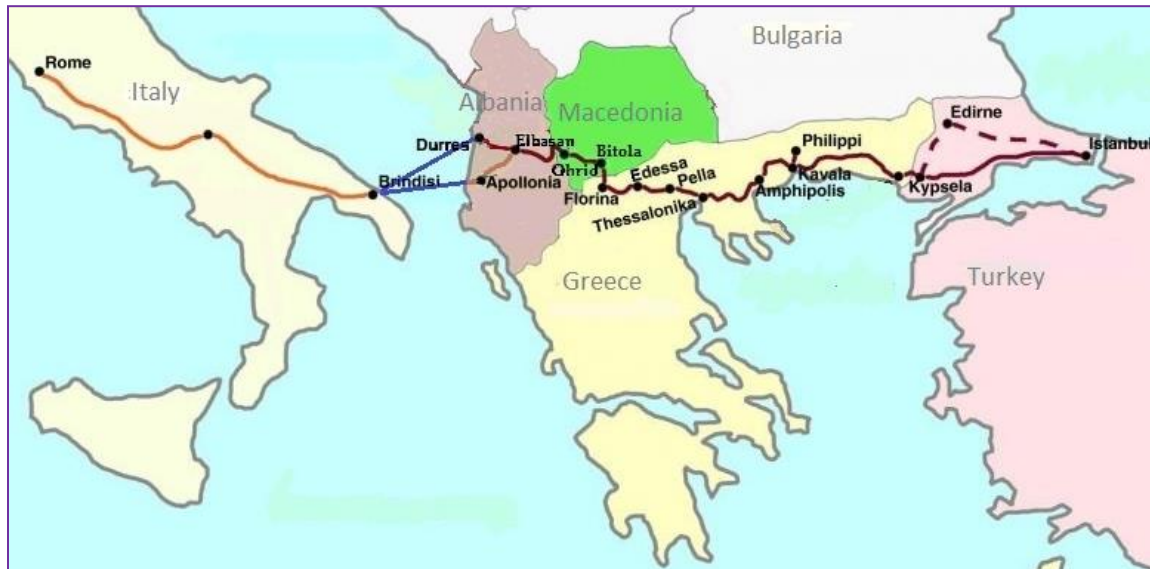 Bulgaria
Rome
Italy
Albania
Macedonia
Edirne
Durres
Elbasan
Philippi
Istanbul
Bitola
Ohrid
Edessa
Brindisi
Apollonia
Pella
Kavala
Kypsela
Florina
Amphipolis
Thessalonika
Greece
Turkey